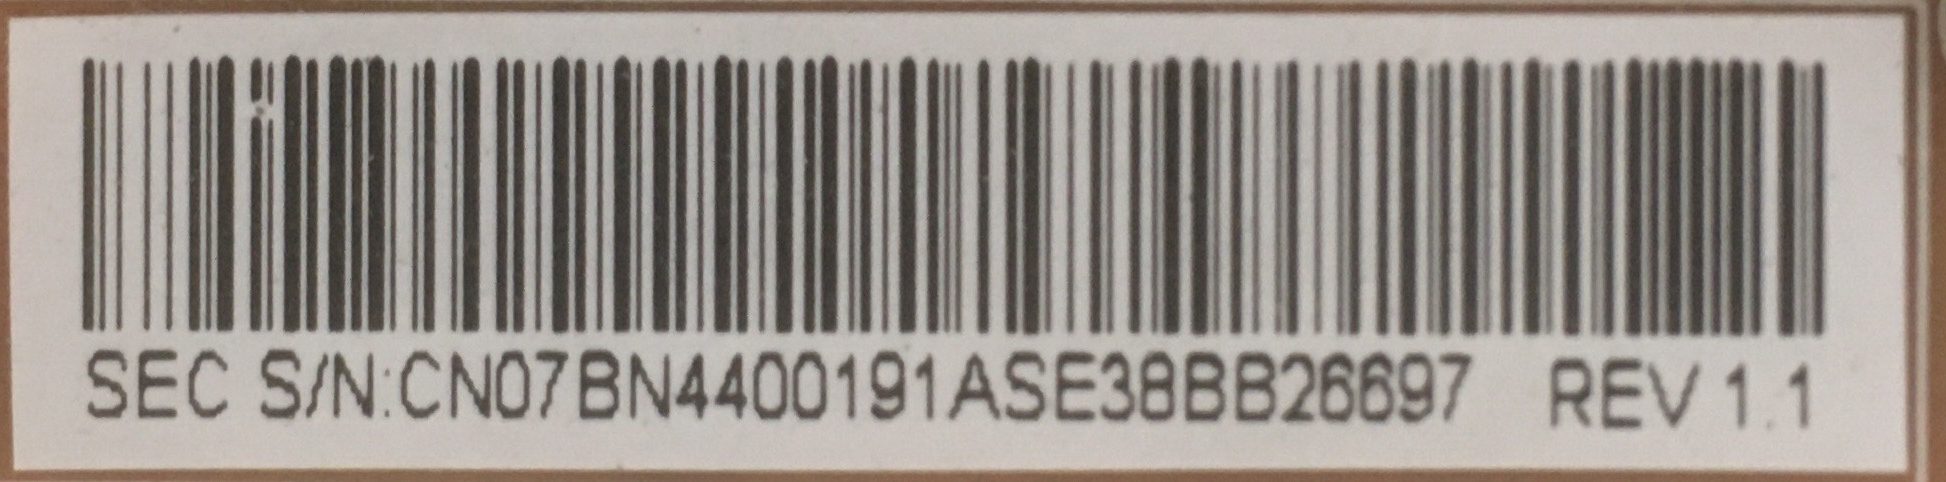 SEC S/N:CN07BN4400191ASE38BB26697 REV 1.1